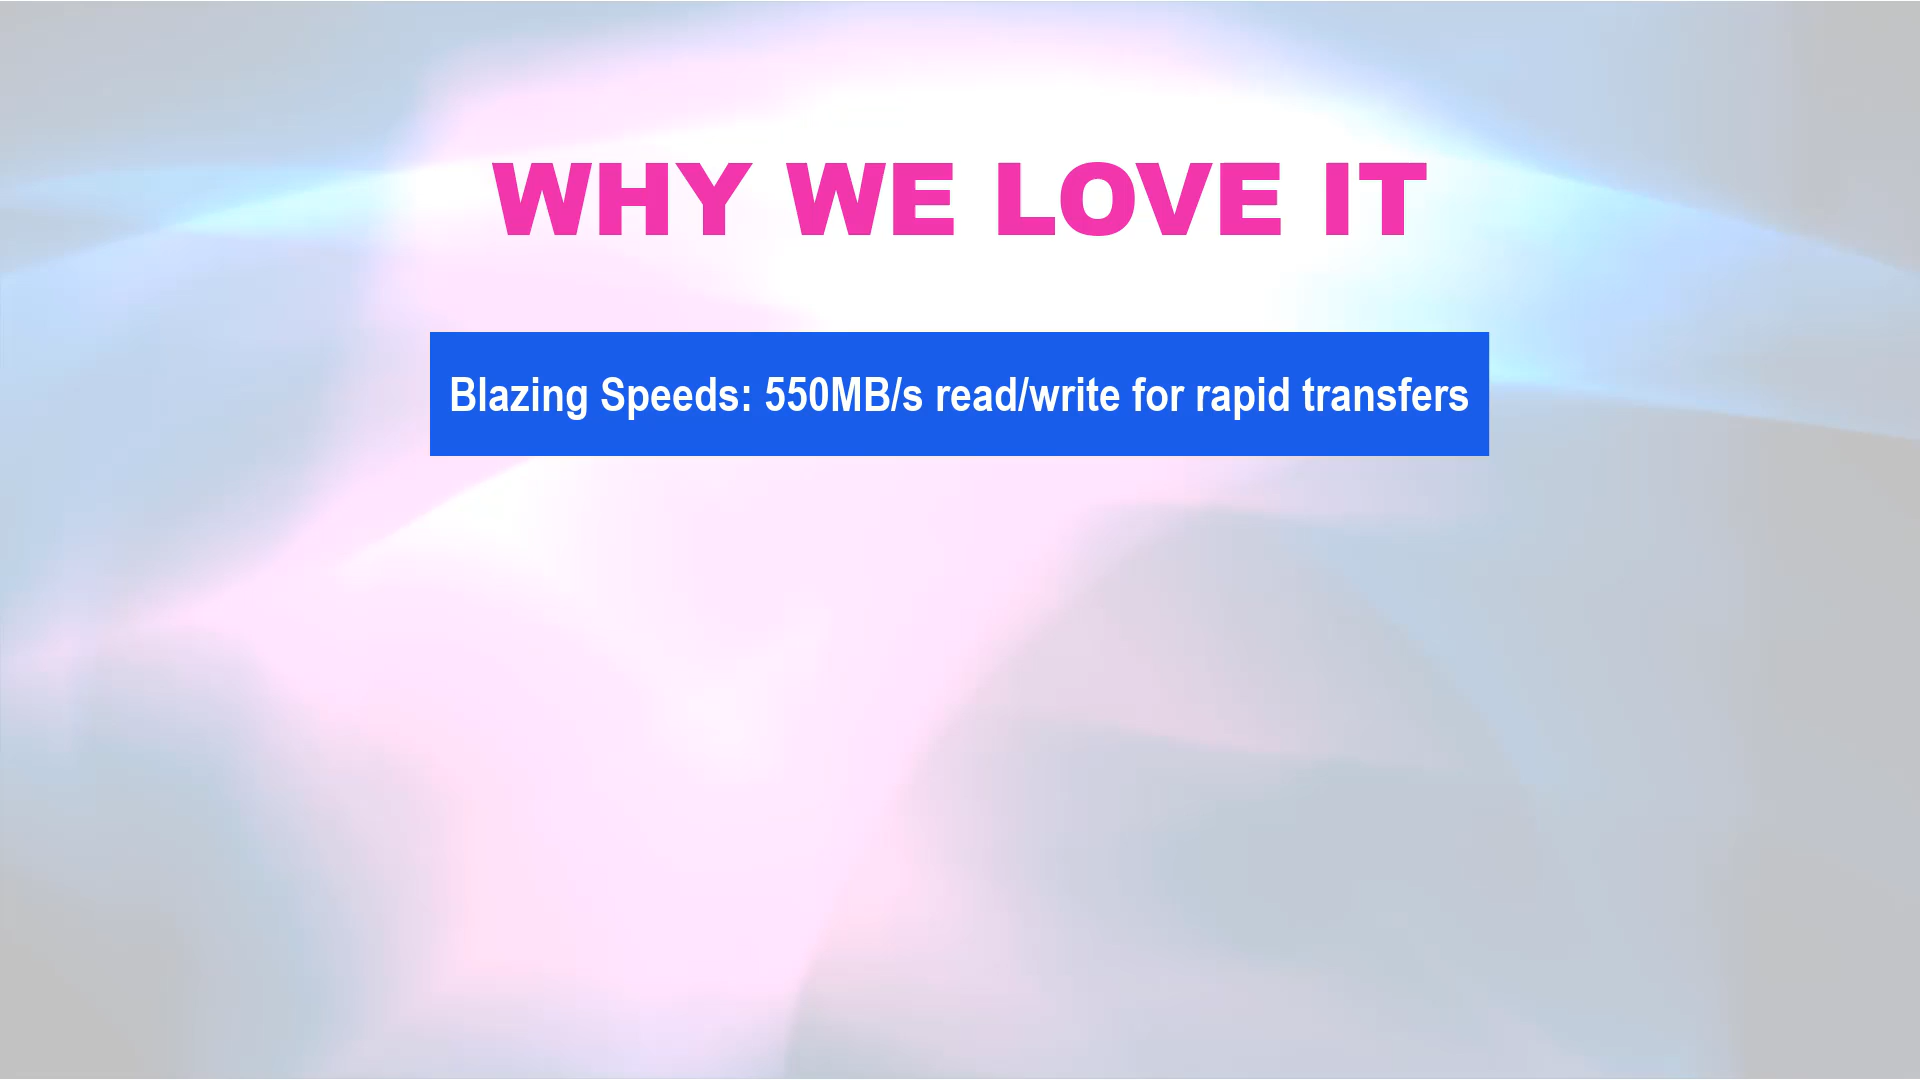 WHY WE LOVE IT
Blazing Speeds: 550MB/s read/write for rapid transfers